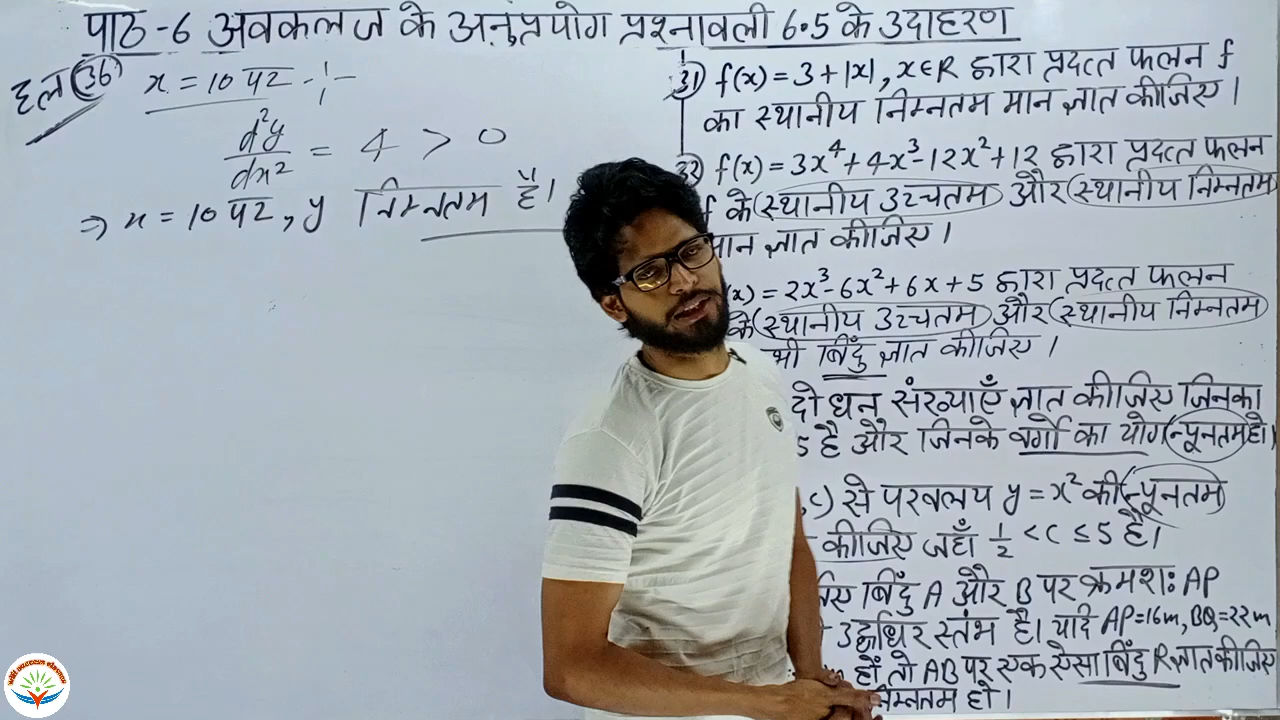 पाठ-6 अवकलज के अनुप्रयोग प्रश्नावली 6.5 के उदाहरण
हल (36) x = 10 पर :-
d²y/dx² = 4 > 0
⇒ x = 10 पर, y निम्नतम है।
31) f(x) = 3 + |x|, x∈R द्वारा प्रदत्त फलन f
का स्थानीय निम्नतम मान ज्ञात कीजिए।
32) f(x) = 3x⁴ + 4x³ - 12x² + 12 द्वारा प्रदत्त फलन
f के (स्थानीय उच्चतम) और (स्थानीय निम्नतम)
मान ज्ञात कीजिए।
(x) = 2x³ - 6x² + 6x + 5 द्वारा प्रदत्त फलन
के (स्थानीय उच्चतम) और (स्थानीय निम्नतम)
भी बिंदु ज्ञात कीजिए।
दो धन संख्याएँ ज्ञात कीजिए जिनका
5 है और जिनके वर्गों का योग (न्यूनतम) हो।
,c) से परवलय y = x² की (न्यूनतम)
कीजिए जहाँ 1/2 < c ≤ 5 है।
बिंदु A और B पर क्रमशः AP
उर्ध्वाधर स्तंभ है। यदि AP=16m, BQ=22m
हों तो AB पर एक ऐसा बिंदु R ज्ञात कीजिए
निम्नतम हो।